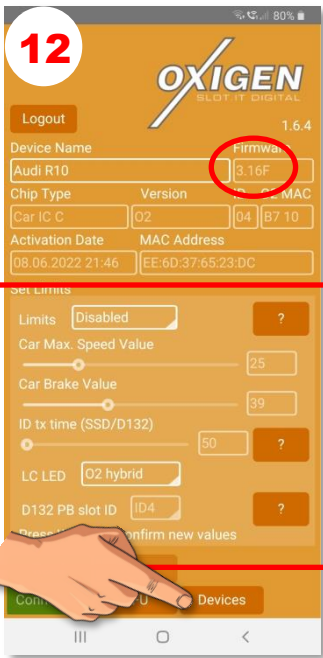 12
80%
OXIGEN
SLOT.IT DIGITAL
Logout
1.6.4
Device Name
Firmware
Audi R10
3.16F
Chip Type Version ID O2 MAC
Car IC C O2 04 B7 10
Activation Date MAC Address
08.06.2022 21:46 EE:6D:37:65:23:DC
Set Limits
Limits Disabled ?
Car Max. Speed Value
25
Car Brake Value
39
ID tx time (SSD/D132)
50 ?
LC LED O2 hybrid
D132 PB slot ID ID4 ?
confirm new values
Devices